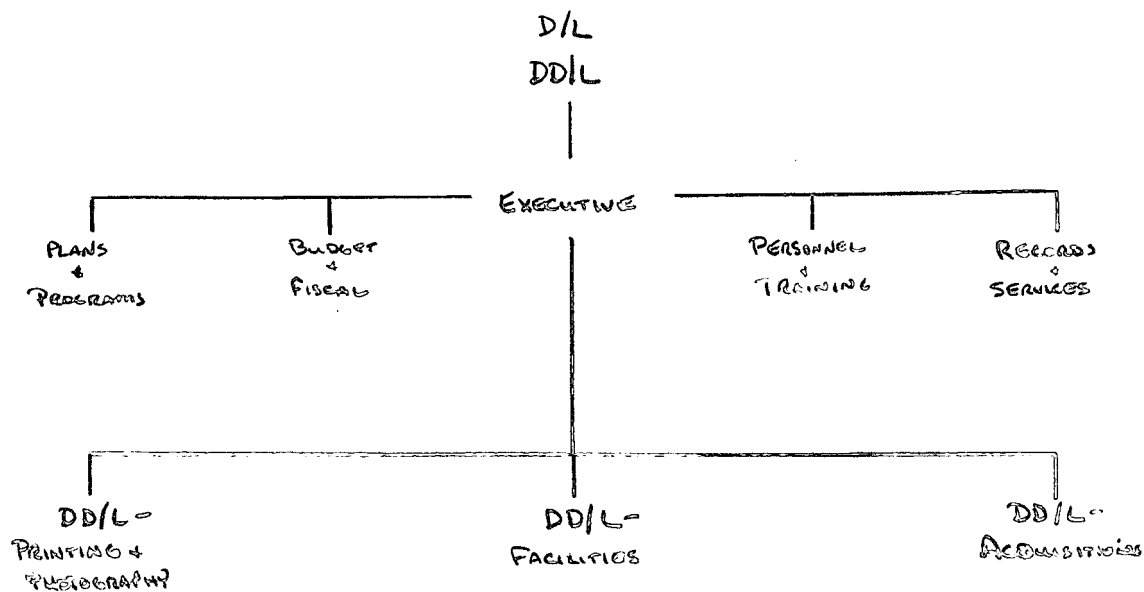 D/L
DD/L
EXECUTIVE
PLANS
&
PROGRAMS
BUDGET
&
FISCAL
PERSONNEL
&
TRAINING
RECORDS
&
SERVICES
DD/L-
PRINTING &
PHOTOGRAPHY
DD/L-
FACILITIES
DD/L-
ACQUISITIONS